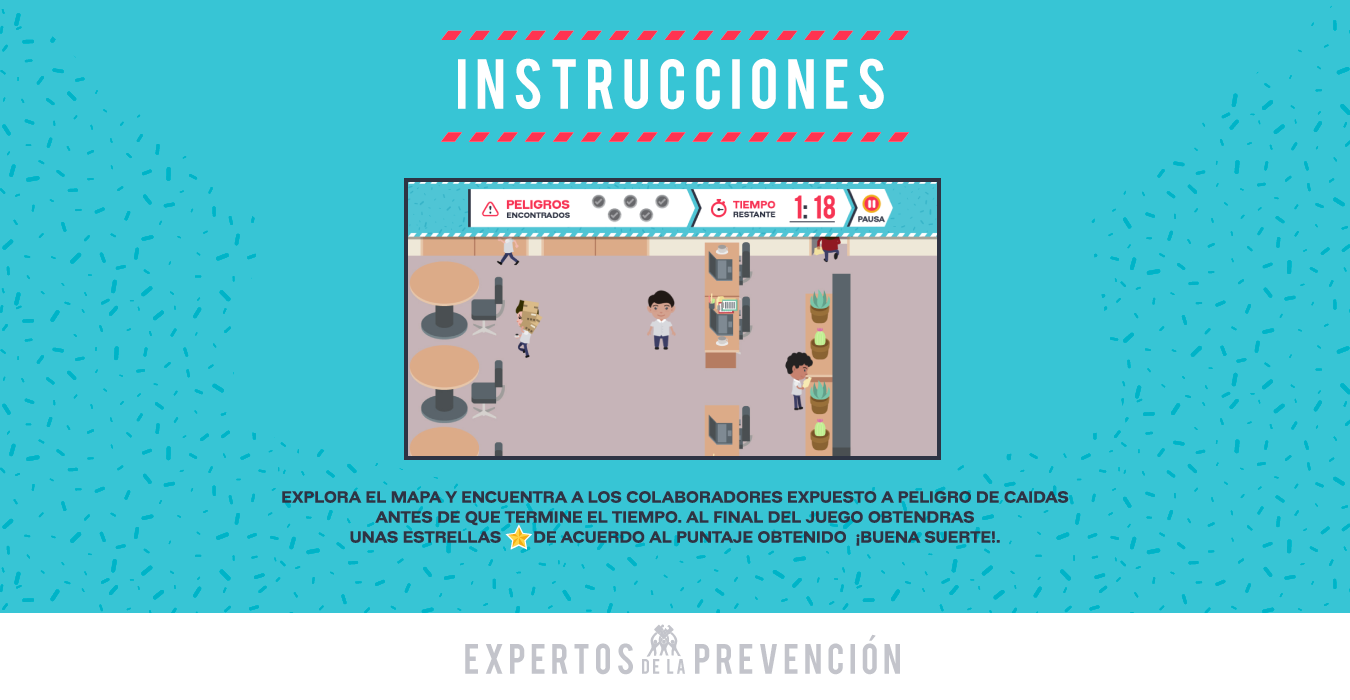 INSTRUCCIONES
PELIGROS
ENCONTRADOS
TIEMPO
RESTANTE
1:18
PAUSA
EXPLORA EL MAPA Y ENCUENTRA A LOS COLABORADORES EXPUESTO A PELIGRO DE CAIDAS
ANTES DE QUE TERMINE EL TIEMPO. AL FINAL DEL JUEGO OBTENDRAS
UNAS ESTRELLAS DE ACUERDO AL PUNTAJE OBTENIDO ¡BUENA SUERTE!.
EXPERTOS DE LA PREVENCIÓN